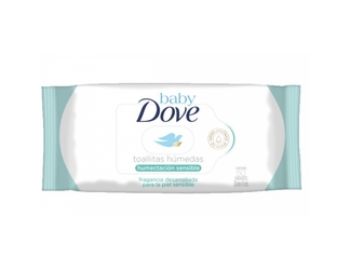 baby
Dove
toallitas húmedas
humectación sensible
fragancia desarrollada
para la piel sensible